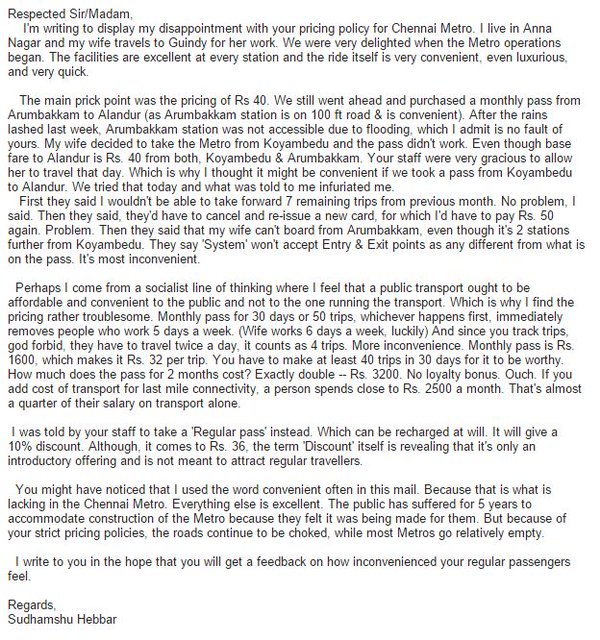 Respected Sir/Madam,
I'm writing to display my disappointment with your pricing policy for Chennai Metro. I live in Anna
Nagar and my wife travels to Guindy for her work. We were very delighted when the Metro operations
began. The facilities are excellent at every station and the ride itself is very convenient, even luxurious,
and very quick.
The main prick point was the pricing of Rs 40. We still went ahead and purchased a monthly pass from
Arumbakkam to Alandur (as Arumbakkam station is on 100 ft road & is convenient). After the rains
lashed last week, Arumbakkam station was not accessible due to flooding, which I admit is no fault of
yours. My wife decided to take the Metro from Koyambedu and the pass didn't work. Even though base
fare to Alandur is Rs. 40 from both, Koyambedu & Arumbakkam. Your staff were very gracious to allow
her to travel that day. Which is why I thought it might be convenient if we took a pass from Koyambedu
to Alandur. We tried that today and what was told to me infuriated me.
First they said I wouldn't be able to take forward 7 remaining trips from previous month. No problem, I
said. Then they said, they'd have to cancel and re-issue a new card, for which I'd have to pay Rs. 50
again. Problem. Then they said that my wife can't board from Arumbakkam, even though it's 2 stations
further from Koyambedu. They say 'System' won't accept Entry & Exit points as any different from what is
on the pass. It's most inconvenient.
Perhaps I come from a socialist line of thinking where I feel that a public transport ought to be
affordable and convenient to the public and not to the one running the transport. Which is why I find the
pricing rather troublesome. Monthly pass for 30 days or 50 trips, whichever happens first, immediately
removes people who work 5 days a week. (Wife works 6 days a week, luckily) And since you track trips,
god forbid, they have to travel twice a day, it counts as 4 trips. More inconvenience. Monthly pass is Rs.
1600, which makes it Rs. 32 per trip. You have to make at least 40 trips in 30 days for it to be worthy.
How much does the pass for 2 months cost? Exactly double -- Rs. 3200. No loyalty bonus. Ouch. If you
add cost of transport for last mile connectivity, a person spends close to Rs. 2500 a month. That's almost
a quarter of their salary on transport alone.
I was told by your staff to take a 'Regular pass' instead. Which can be recharged at will. It will give a
10% discount. Although, it comes to Rs. 36, the term 'Discount' itself is revealing that it's only an
introductory offering and is not meant to attract regular travellers.
You might have noticed that I used the word convenient often in this mail. Because that is what is
lacking in the Chennai Metro. Everything else is excellent. The public has suffered for 5 years to
accommodate construction of the Metro because they felt it was being made for them. But because of
your strict pricing policies, the roads continue to be choked, while most Metros go relatively empty.
I write to you in the hope that you will get a feedback on how inconvenienced your regular passengers
feel.
Regards,
Sudhamshu Hebbar